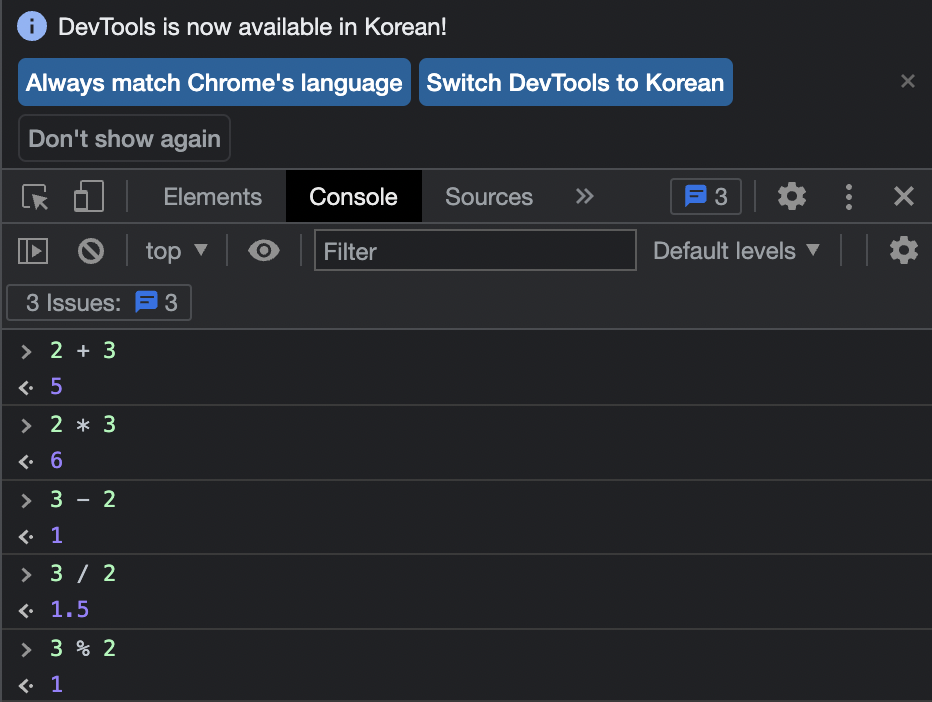 DevTools is now available in Korean!
Always match Chrome's language Switch DevTools to Korean
Don't show again
Elements Console Sources 3
top Filter Default levels
3 Issues: 3
2 + 3
5
2 * 3
6
3 - 2
1
3 / 2
1.5
3 % 2
1